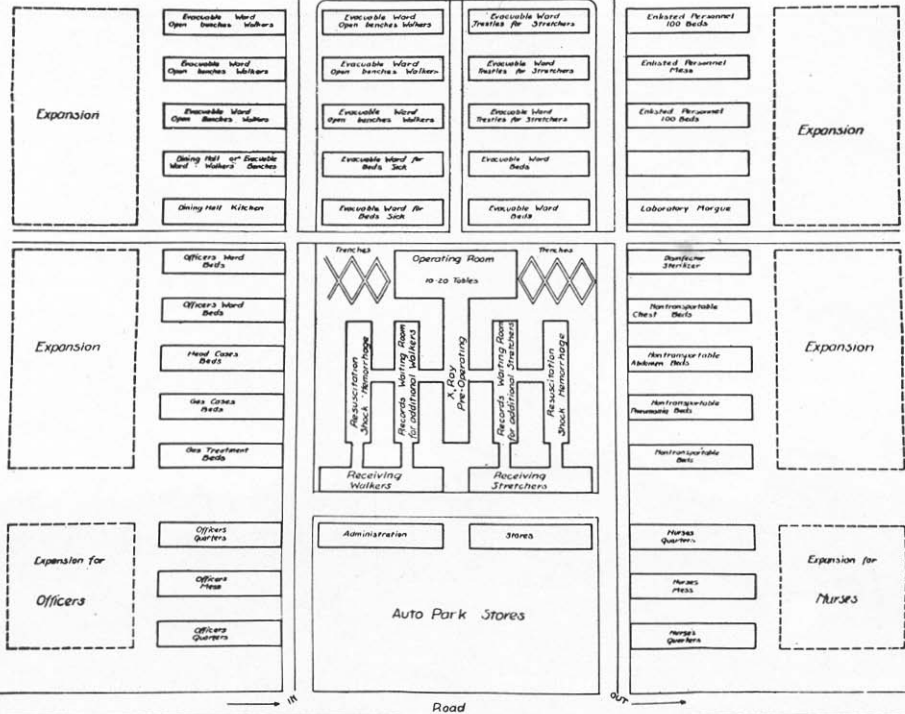 Evacuable Ward
Open benches Walkers
Evacuable Ward
Open benches Walkers
Evacuable Ward
Open Benches Walkers
Dining Hall or Evacuable
Ward - Walkers' Benches
Dining Hall Kitchen
Expansion
Evacuable Ward
Open benches Walkers
Evacuable Ward
Open benches Walkers
Evacuable Ward
Open benches Walkers
Evacuable Ward for
Beds Sick
Evacuable Ward for
Beds Sick
Evacuable Ward
Trestles for Stretchers
Evacuable Ward
Trestles for Stretchers
Evacuable Ward
Trestles for Stretchers
Evacuable Ward
Beds
Evacuable Ward
Beds
Enlisted Personnel
100 Beds
Enlisted Personnel
Mess
Enlisted Personnel
100 Beds
Laboratory Morgue
Expansion
Expansion
Officers Ward
Beds
Officers Ward
Beds
Head Cases
Beds
Gas Cases
Beds
Gas Treatment
Beds
Trenches
Operating Room
10-20 Tables
Trenches
Resuscitation
Shock Hemorrhage
Records Waiting Room
for additional Walkers
X Ray
Pre-Operating
Records Waiting Room
for additional Stretchers
Resuscitation
Shock Hemorrhage
Receiving
Walkers
Receiving
Stretchers
Disinfector
Sterilizer
Nontransportable
Chest Beds
Nontransportable
Abdomen Beds
Nontransportable
Pneumonia Beds
Nontransportable
Beds
Expansion
Expansion for
Officers
Officers
Quarters
Officers
Mess
Officers
Quarters
Administration
Stores
Auto Park Stores
Nurses
Quarters
Nurses
Mess
Nurses
Quarters
Expansion for
Nurses
IN
Road
OUT